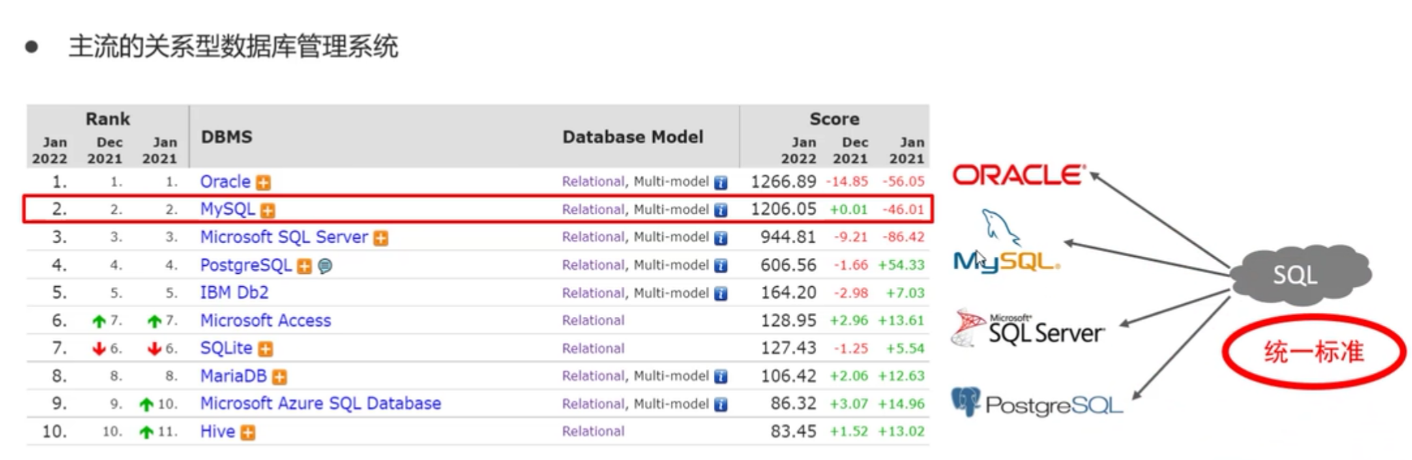 ● 主流的关系型数据库管理系统
Rank Score
Jan 2022 Dec 2021 Jan 2021 DBMS Database Model Jan 2022 Dec 2021 Jan 2021
1. 1. 1. Oracle Relational, Multi-model 1266.89 -14.85 -56.05
2. 2. 2. MySQL Relational, Multi-model 1206.05 +0.01 -46.01
3. 3. 3. Microsoft SQL Server Relational, Multi-model 944.81 -9.21 -86.42
4. 4. 4. PostgreSQL Relational, Multi-model 606.56 -1.66 +54.33
5. 5. 5. IBM Db2 Relational, Multi-model 164.20 -2.98 +7.03
6. 7. 7. Microsoft Access Relational 128.95 +2.96 +13.61
7. 6. 6. SQLite Relational 127.43 -1.25 +5.54
8. 8. 8. MariaDB Relational, Multi-model 106.42 +2.06 +12.63
9. 9. 10. Microsoft Azure SQL Database Relational, Multi-model 86.32 +3.07 +14.96
10. 10. 11. Hive Relational 83.45 +1.52 +13.02
ORACLE
MySQL
Microsoft
SQL Server
PostgreSQL
SQL
统一标准